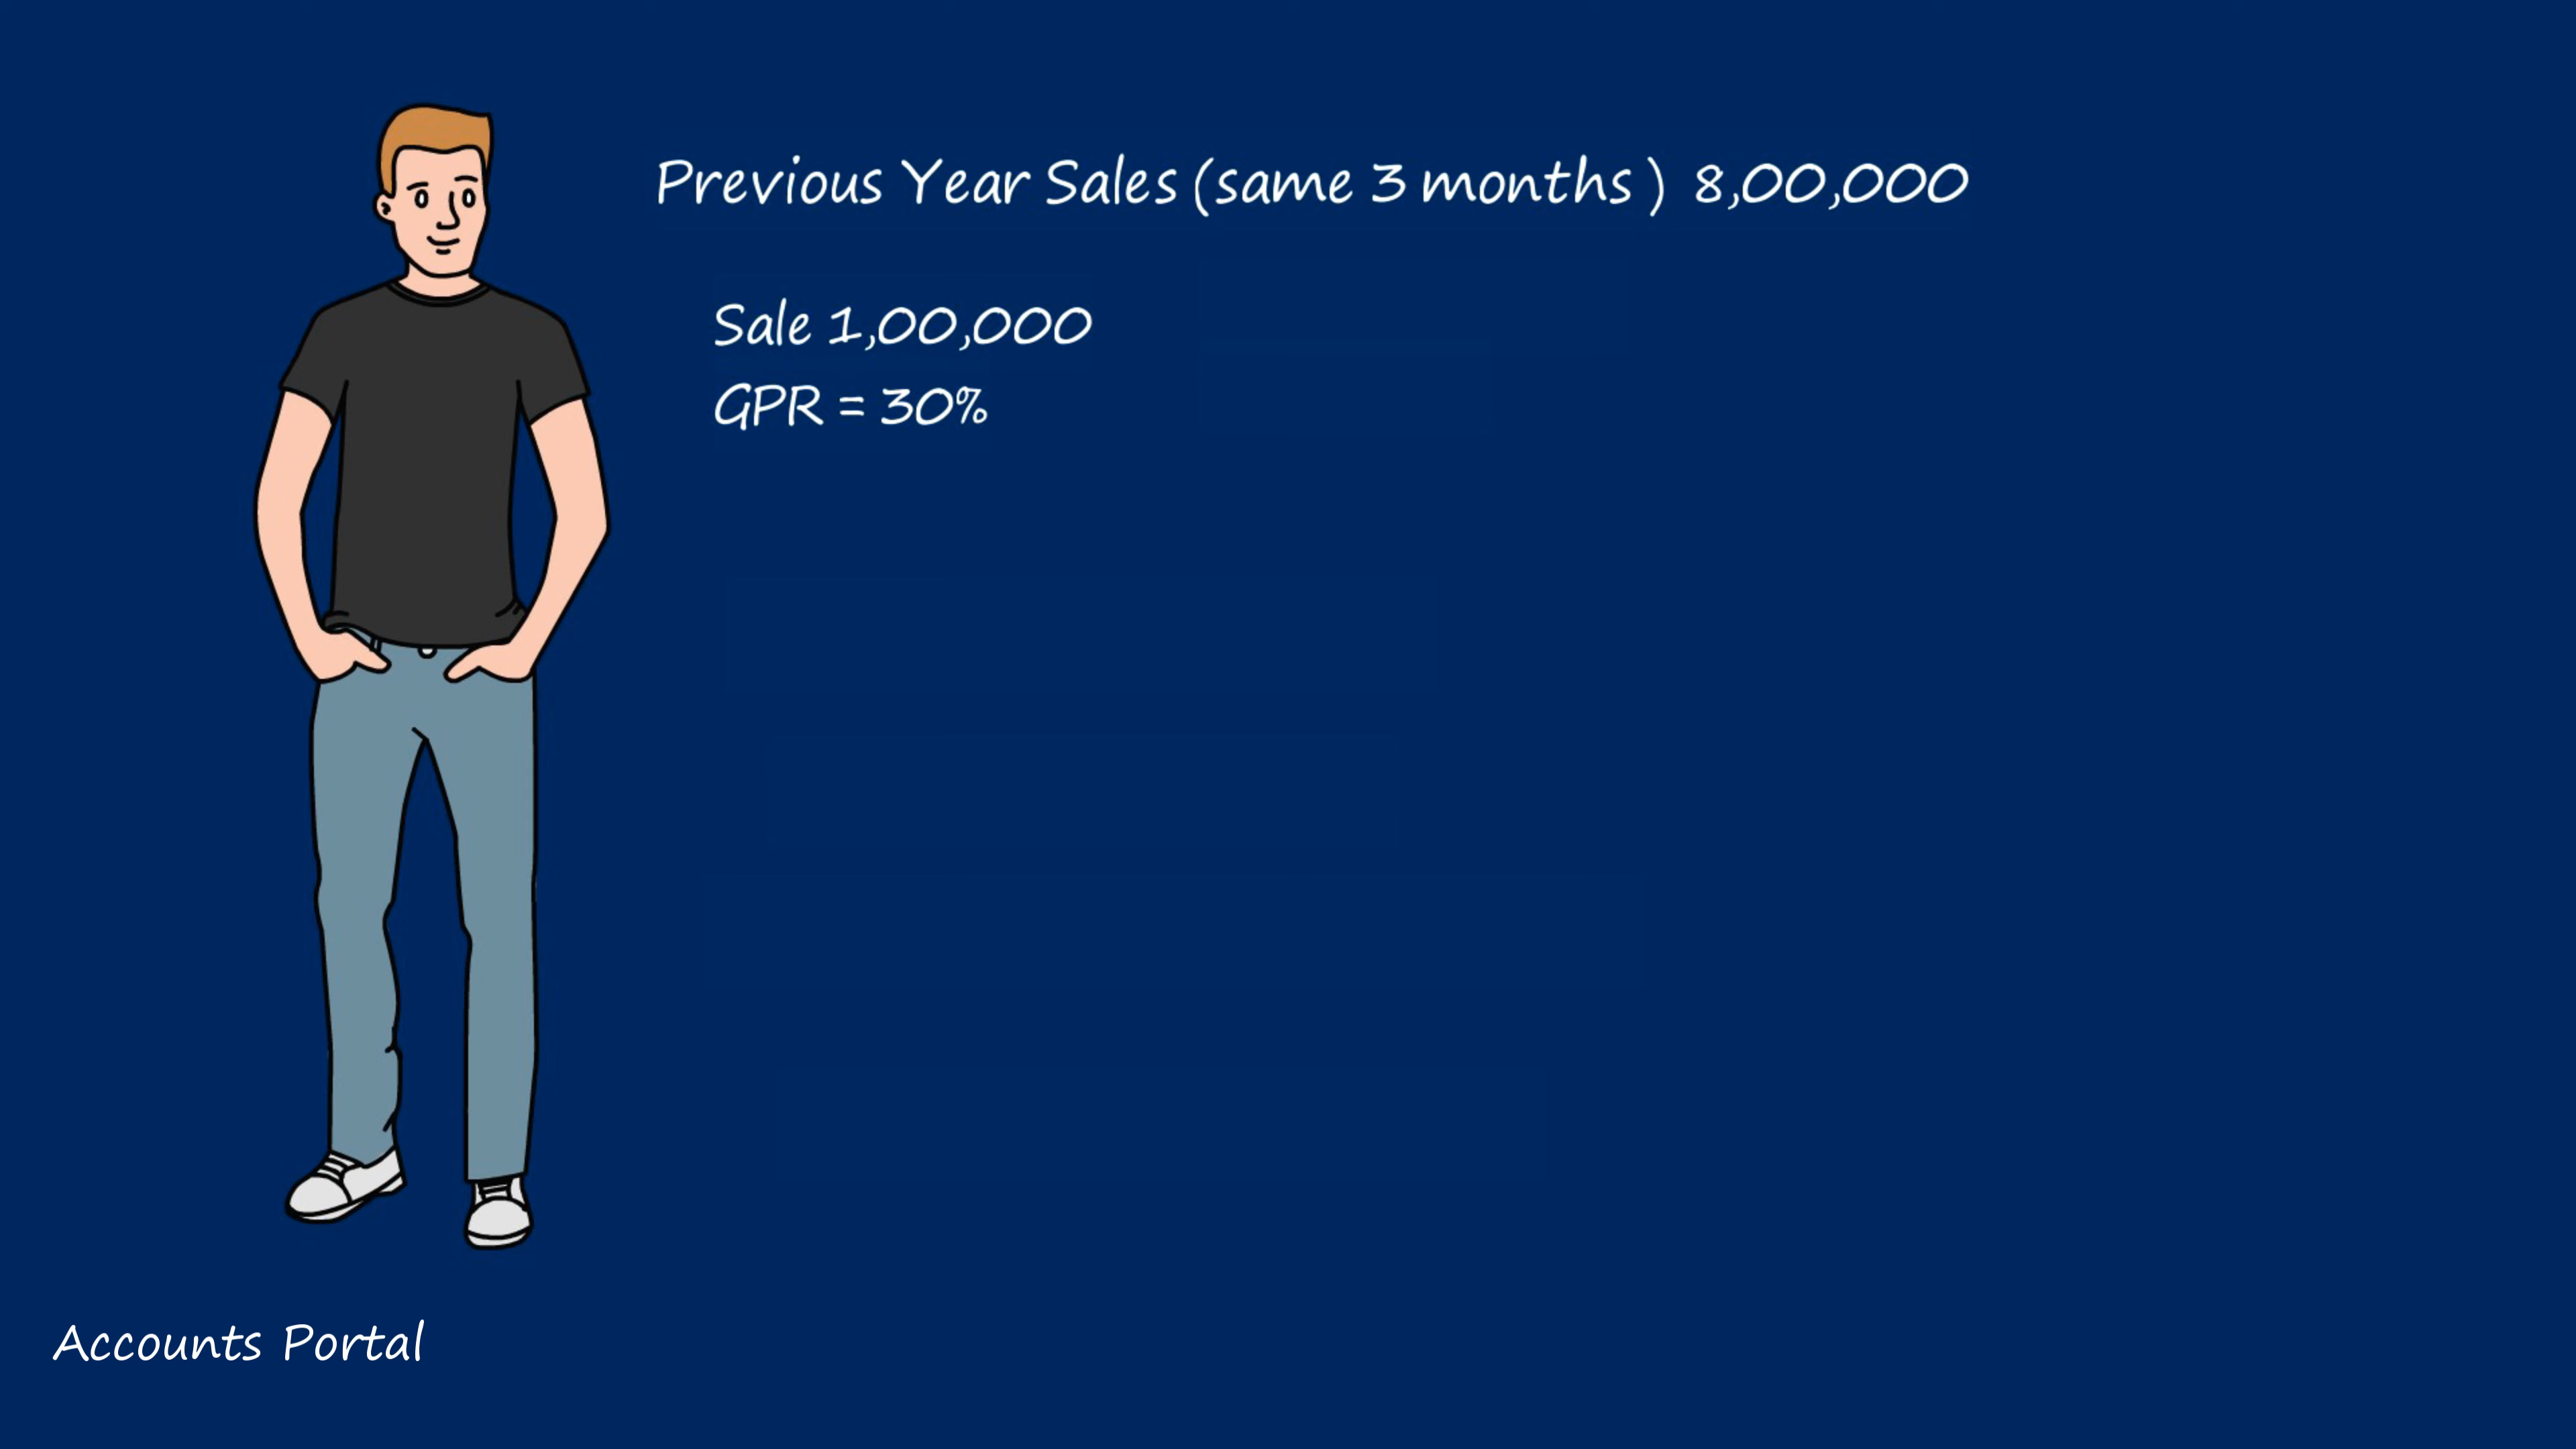 Previous Year Sales (same 3 months ) 8,00,000
Sale 1,00,000
GPR = 30%
Accounts Portal